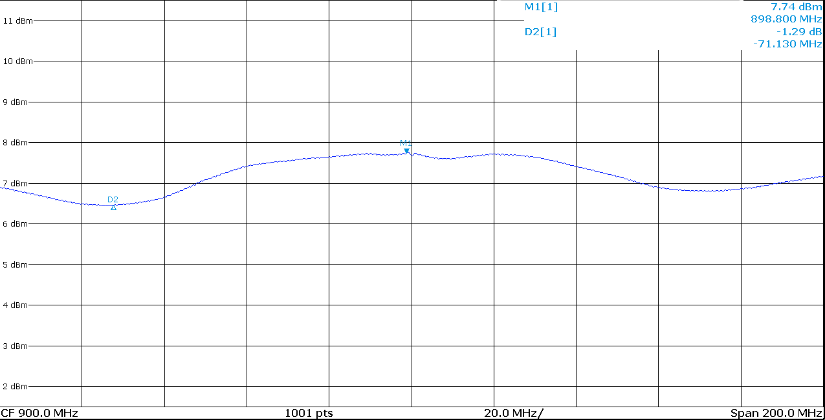 M1[1] 7.74 dBm
898.800 MHz
D2[1] -1.29 dB
-71.130 MHz
11 dBm
10 dBm
9 dBm
8 dBm
M1
7 dBm
D2
6 dBm
5 dBm
4 dBm
3 dBm
2 dBm
CF 900.0 MHz 1001 pts 20.0 MHz/ Span 200.0 MHz